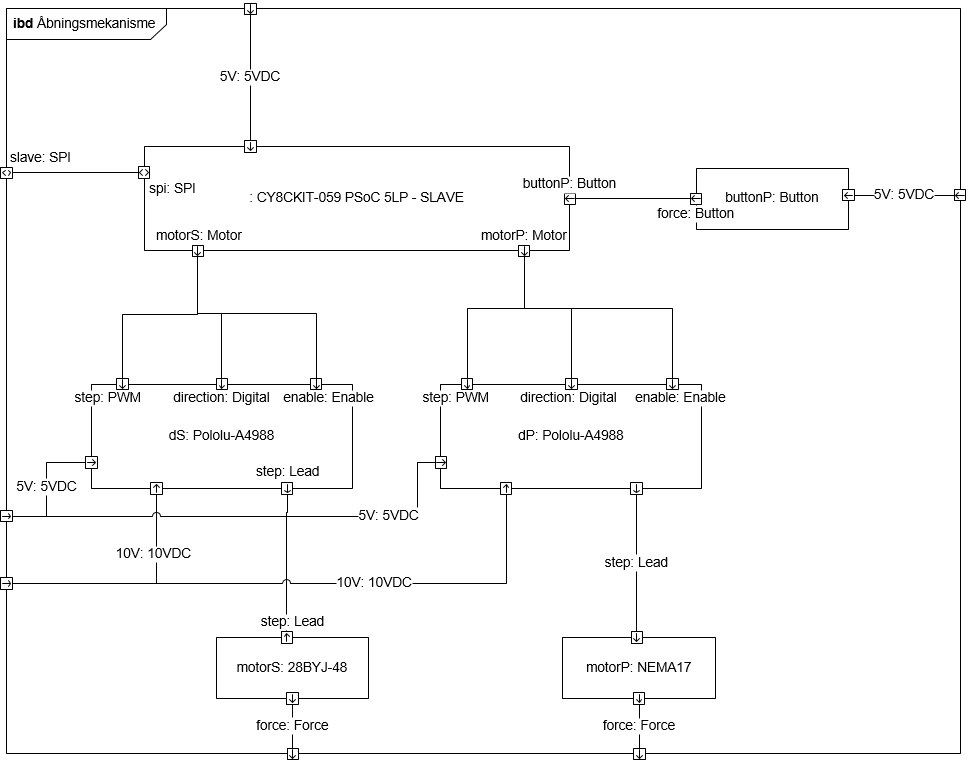 ibd Åbningsmekanisme
5V: 5VDC
slave: SPI
spi: SPI
: CY8CKIT-059 PSoC 5LP - SLAVE
buttonP: Button
force: Button
buttonP: Button
5V: 5VDC
motorS: Motor
motorP: Motor
step: PWM
direction: Digital
enable: Enable
step: PWM
direction: Digital
enable: Enable
dS: Pololu-A4988
dP: Pololu-A4988
step: Lead
5V: 5VDC
5V: 5VDC
10V: 10VDC
step: Lead
10V: 10VDC
step: Lead
motorS: 28BYJ-48
motorP: NEMA17
force: Force
force: Force